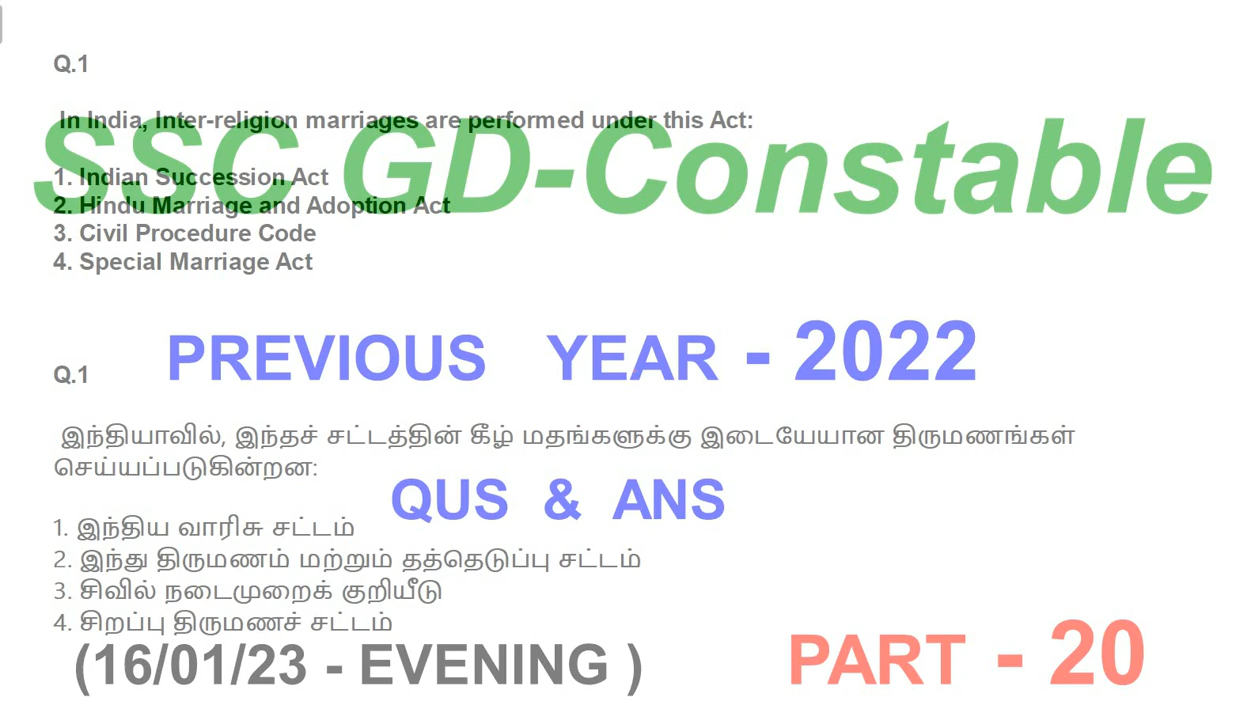 Q.1
In India, Inter-religion marriages are performed under this Act:
SSC GD-Constable
1. Indian Succession Act
2. Hindu Marriage and Adoption Act
3. Civil Procedure Code
4. Special Marriage Act
PREVIOUS YEAR - 2022
Q.1
இந்தியாவில், இந்தச் சட்டத்தின் கீழ் மதங்களுக்கு இடையேயான திருமணங்கள்
செய்யப்படுகின்றன:
QUS & ANS
1. இந்திய வாரிசு சட்டம்
2. இந்து திருமணம் மற்றும் தத்தெடுப்பு சட்டம்
3. சிவில் நடைமுறைக் குறியீடு
4. சிறப்பு திருமணச் சட்டம்
(16/01/23 - EVENING )
PART - 20